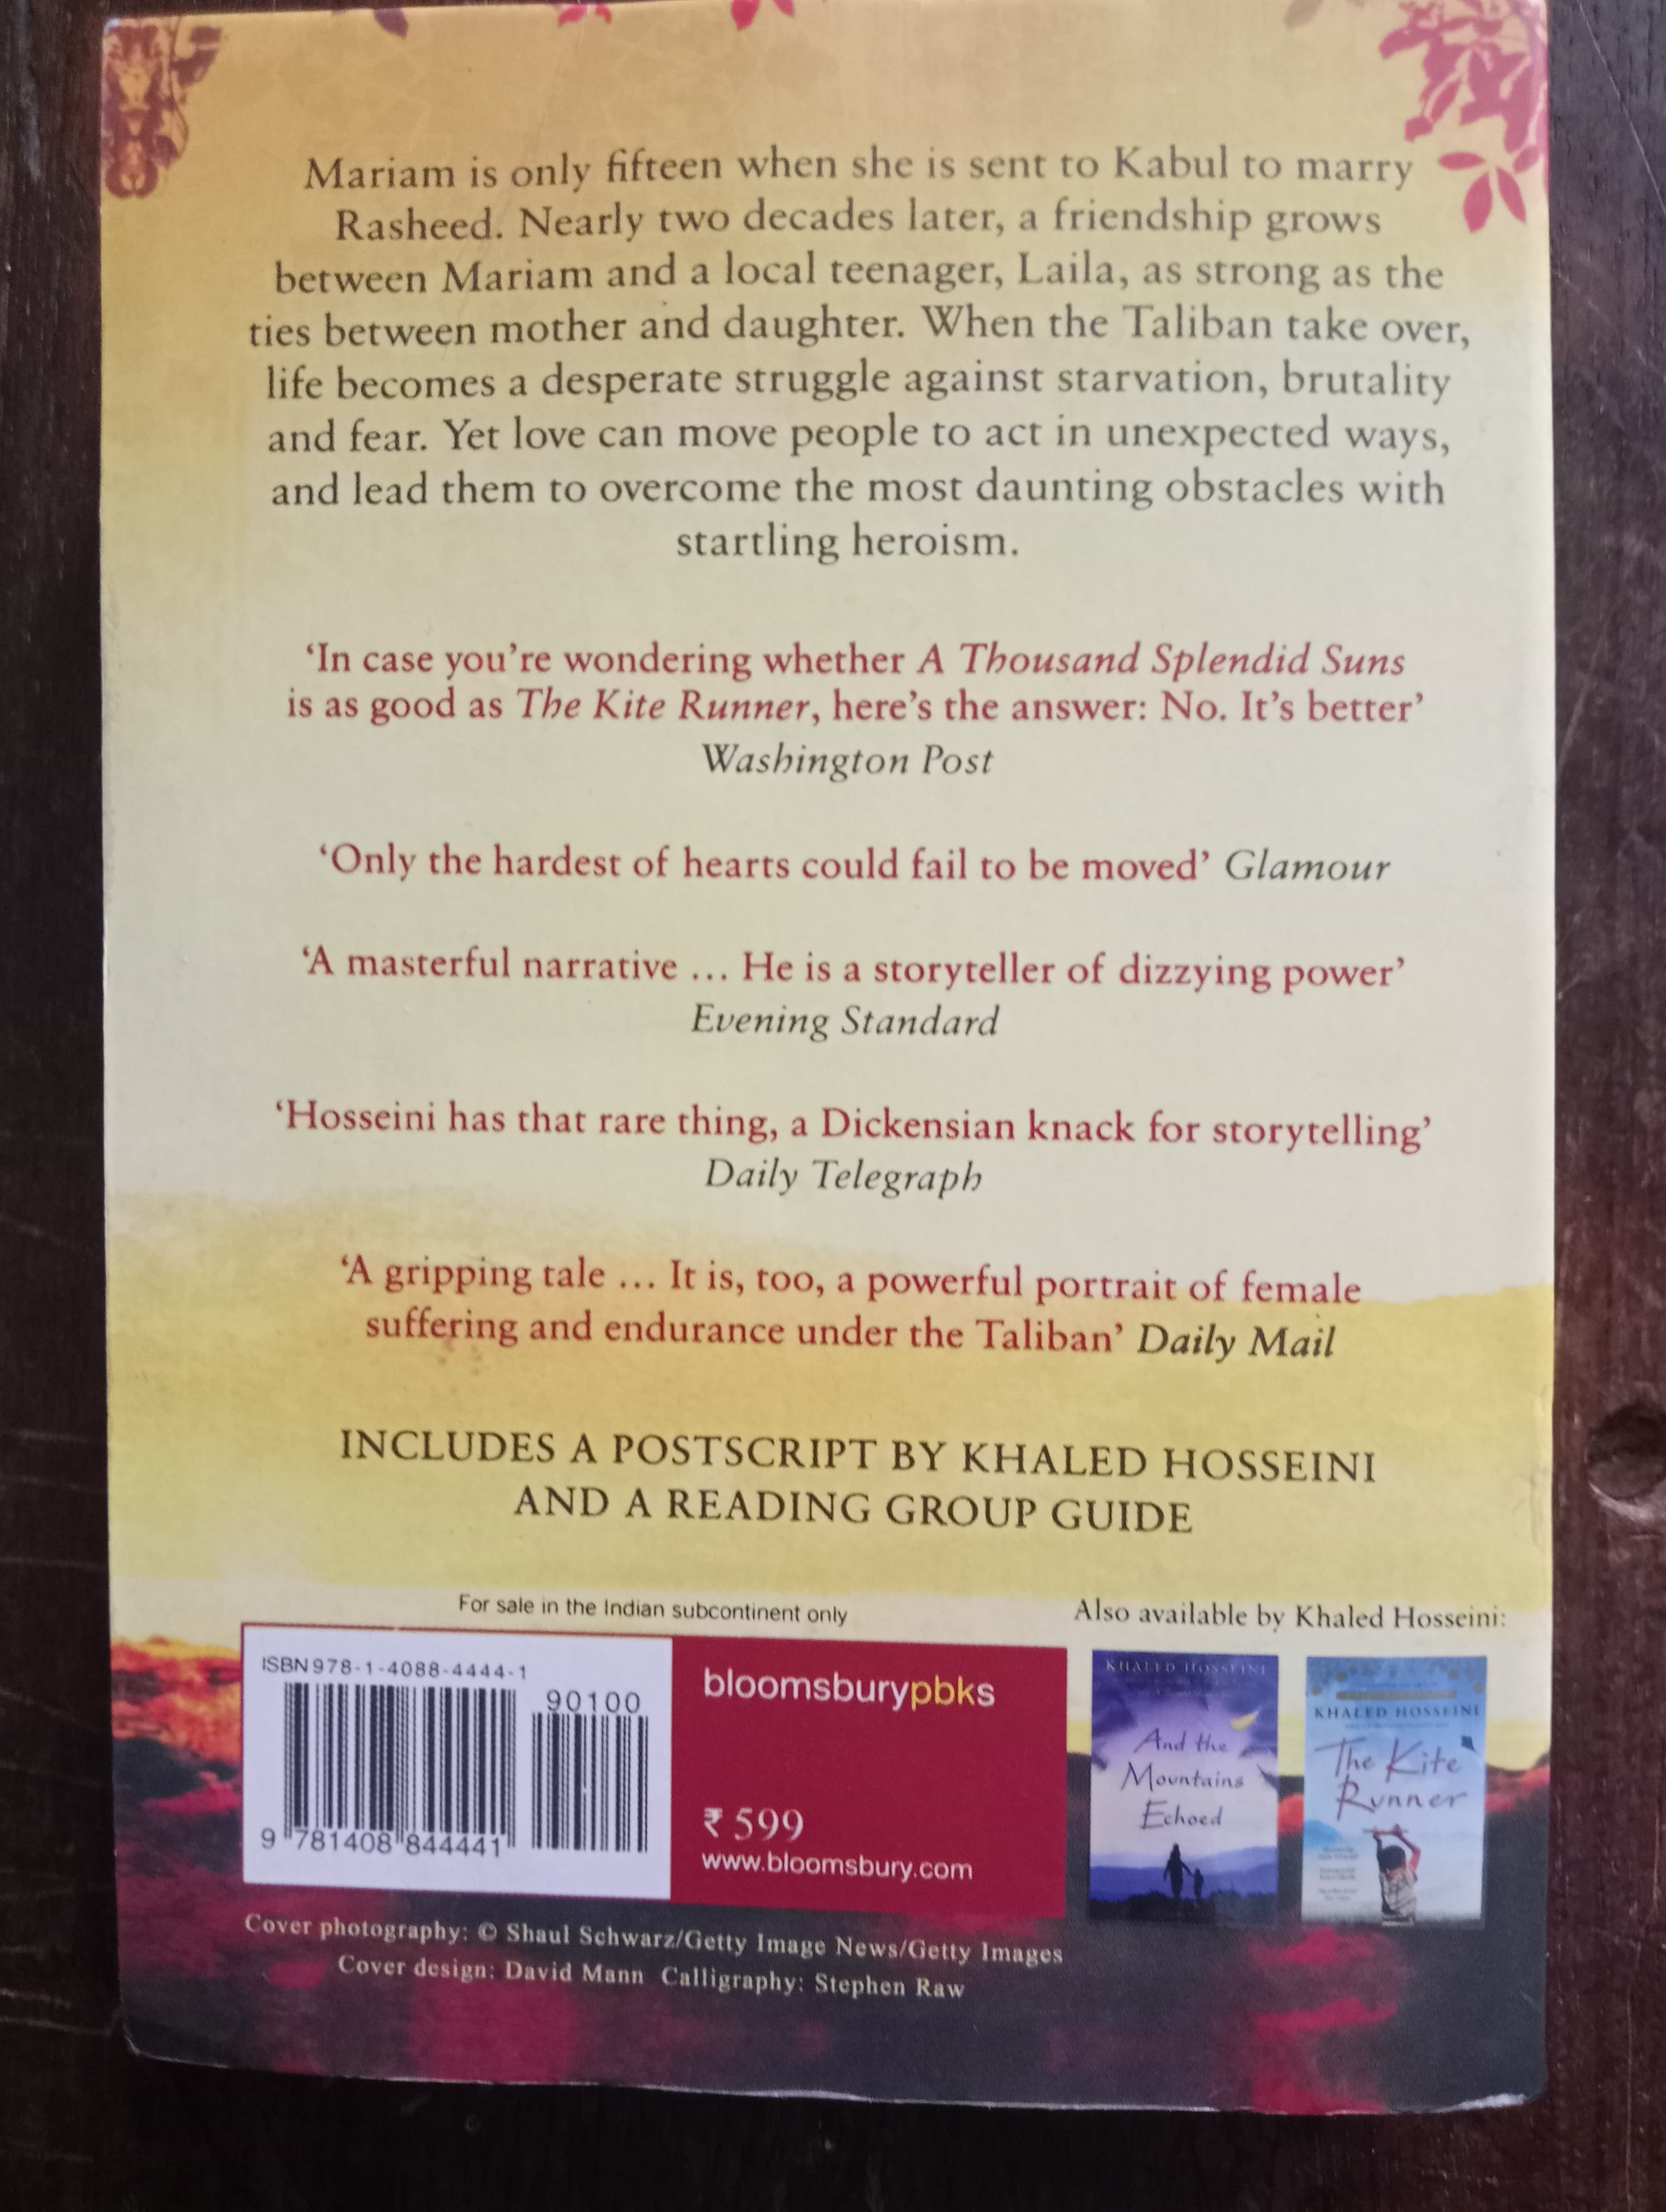 Mariam is only fifteen when she is sent to Kabul to marry
Rasheed. Nearly two decades later, a friendship grows
between Mariam and a local teenager, Laila, as strong as the
ties between mother and daughter. When the Taliban take over,
life becomes a desperate struggle against starvation, brutality
and fear. Yet love can move people to act in unexpected ways,
and lead them to overcome the most daunting obstacles with
startling heroism.
‘In case you’re wondering whether A Thousand Splendid Suns
is as good as The Kite Runner, here’s the answer: No. It’s better’
Washington Post
‘Only the hardest of hearts could fail to be moved’ Glamour
‘A masterful narrative ... He is a storyteller of dizzying power’
Evening Standard
‘Hosseini has that rare thing, a Dickensian knack for storytelling’
Daily Telegraph
‘A gripping tale ... It is, too, a powerful portrait of female
suffering and endurance under the Taliban’ Daily Mail
INCLUDES A POSTSCRIPT BY KHALED HOSSEINI
AND A READING GROUP GUIDE
For sale in the Indian subcontinent only
ISBN 978-1-4088-4444-1
90100
9 781408 844441
bloomsburypbks
₹ 599
www.bloomsbury.com
Also available by Khaled Hosseini:
KHALED HOSSEINI
And the
Mountains
Echoed
KHALED HOSSEINI
The Kite
Runner
Cover photography: © Shaul Schwarz/Getty Image News/Getty Images
Cover design: David Mann Calligraphy: Stephen Raw